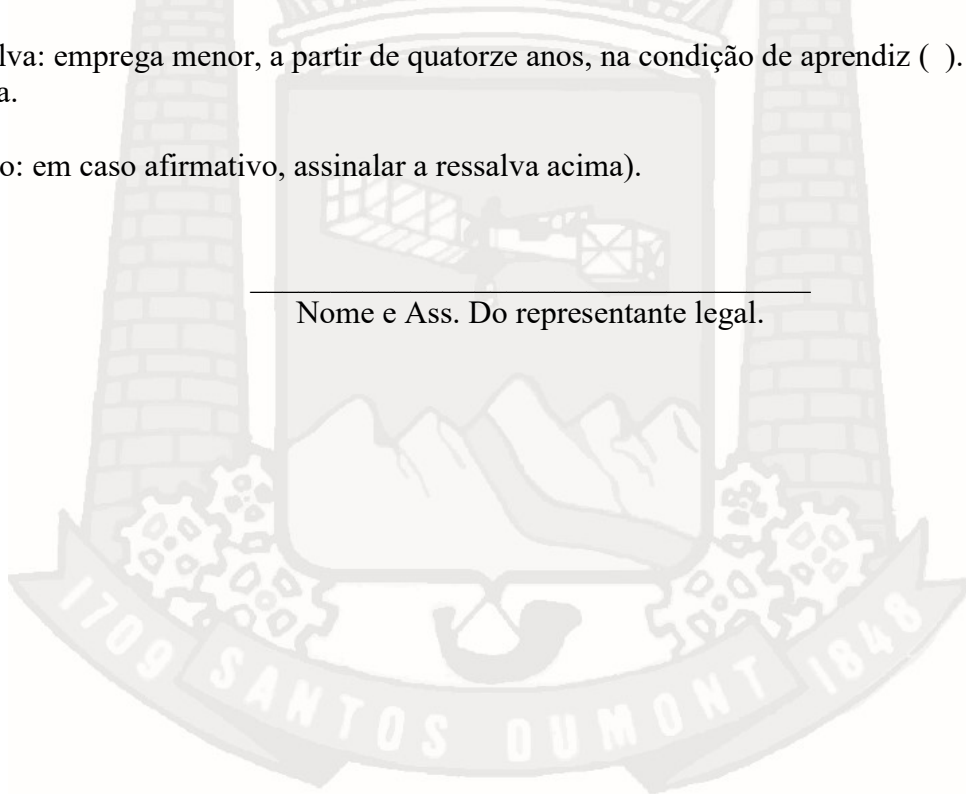 lva: emprega menor, a partir de quatorze anos, na condição de aprendiz ( ).
a.
o: em caso afirmativo, assinalar a ressalva acima).
Nome e Ass. Do representante legal.
1709 SANTOS DUMONT 1848